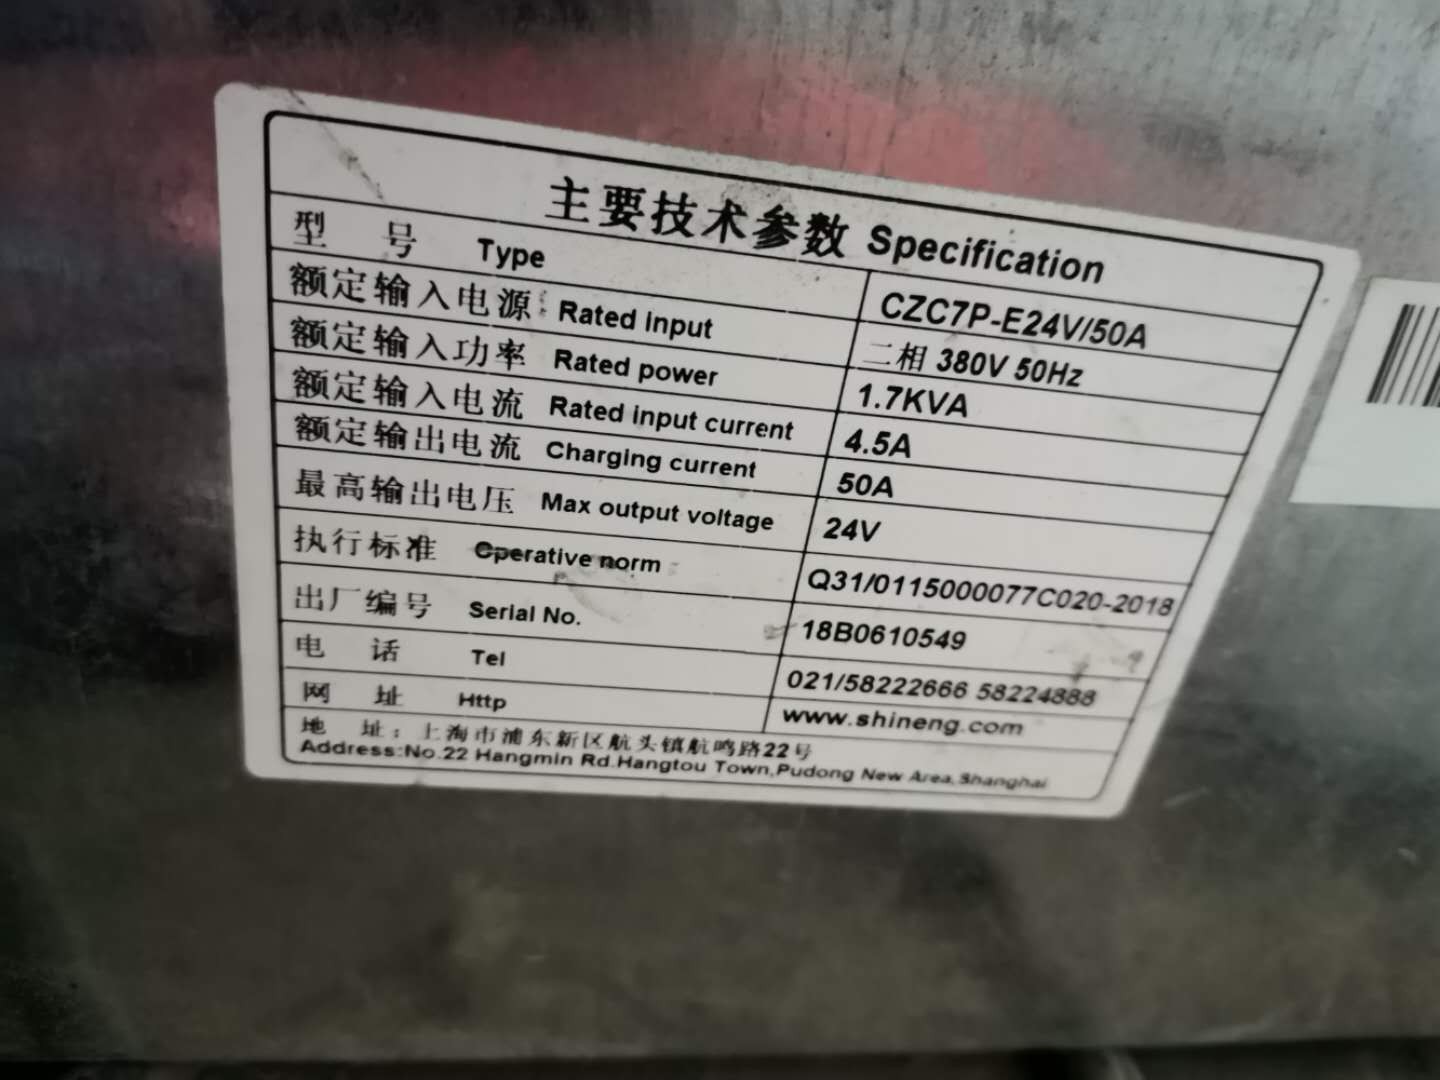 主要技术参数 Specification
型 号 Type CZC7P-E24V/50A
额定输入电源 Rated input 二相 380V 50Hz
额定输入功率 Rated power 1.7KVA
额定输入电流 Rated input current 4.5A
额定输出电流 Charging current 50A
最高输出电压 Max output voltage 24V
执行标准 Operative norm Q31/0115000077C020-2018
出厂编号 Serial No. 18B0610549
电 话 Tel 021/58222666 58224888
网 址 Http www.shineng.com
地 址：上海市浦东新区航头镇航鸣路22号
Address:No.22 Hangmin Rd.Hangtou Town,Pudong New Area,Shanghai